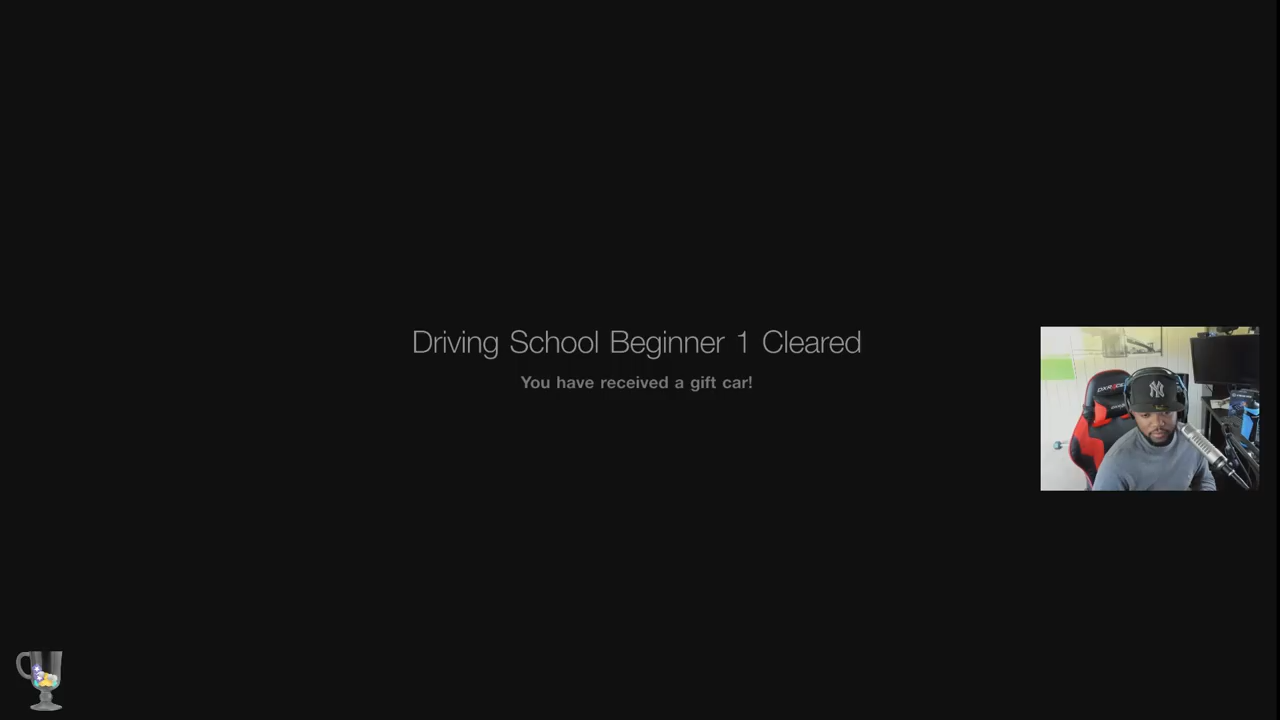 Driving School Beginner 1 Cleared
You have received a gift car!